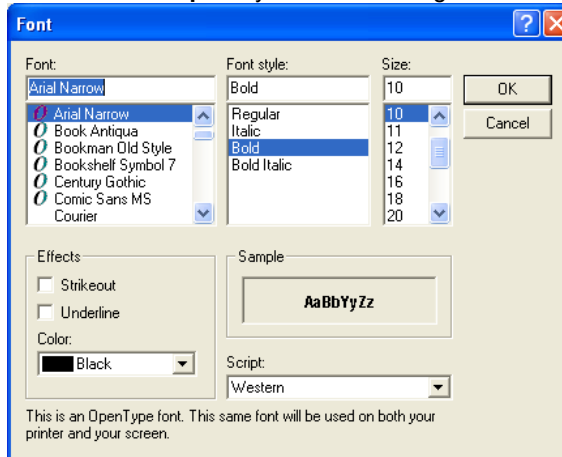 Font
Font:
Font style:
Size:
Arial Narrow
Bold
10
OK
Cancel
Arial Narrow
Book Antiqua
Bookman Old Style
Bookshelf Symbol 7
Century Gothic
Comic Sans MS
Courier
Regular
Italic
Bold
Bold Italic
10
11
12
14
16
18
20
Effects
Strikeout
Underline
Color:
Black
Sample
AaBbYyZz
Script:
Western
This is an OpenType font. This same font will be used on both your
printer and your screen.